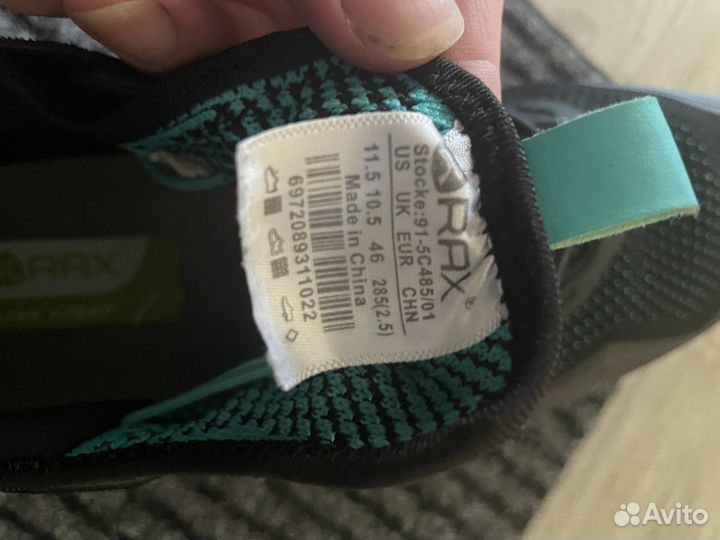 RAX®
Stocke:91-5C485/01
US UK EUR CHN
11.5 10.5 46 285(2.5)
Made in China
6972089311022
RAX
Avito